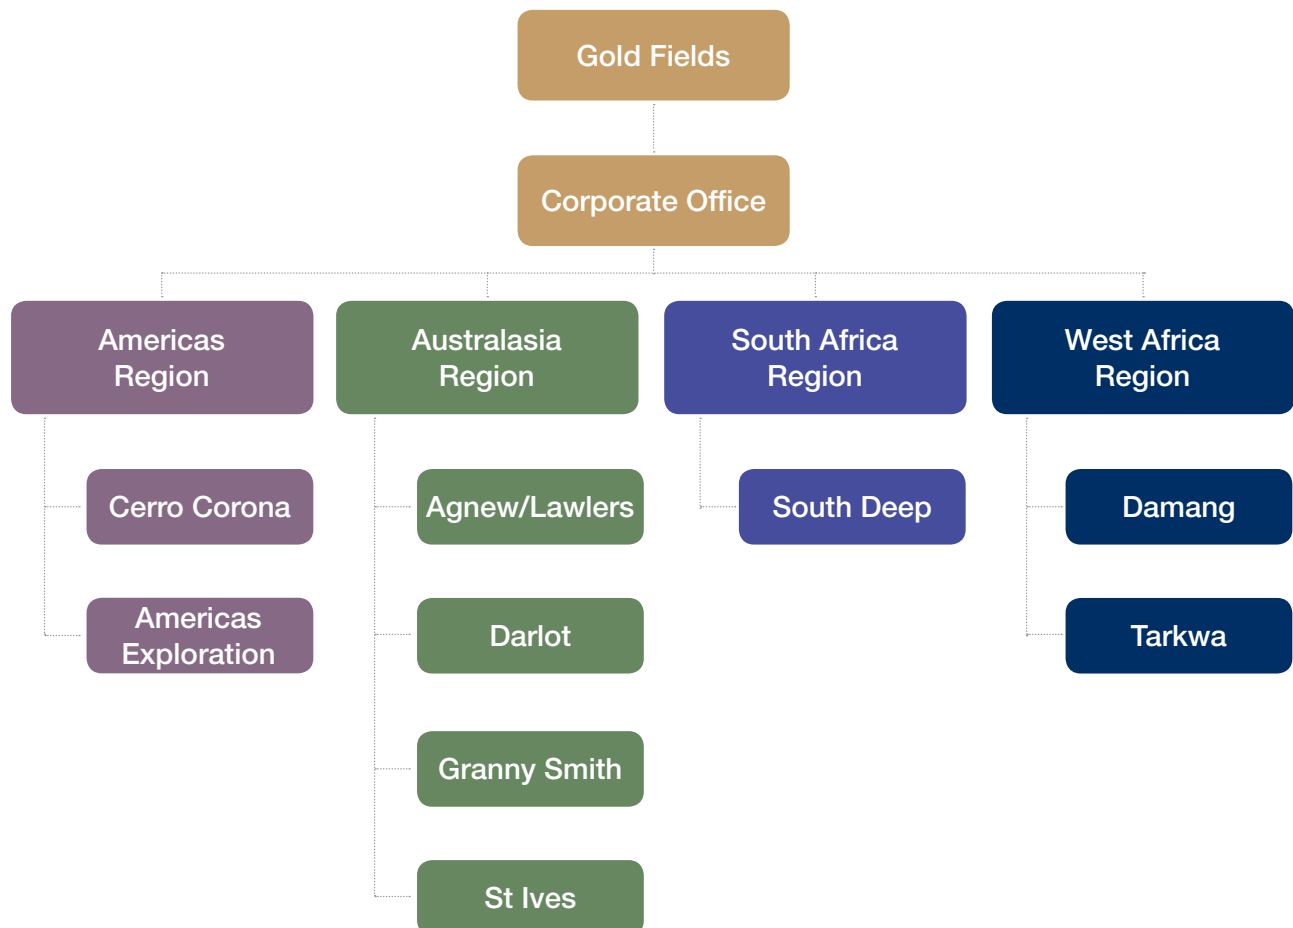 Gold Fields
Corporate Office
Americas
Region
Australasia
Region
South Africa
Region
West Africa
Region
Cerro Corona
Agnew/Lawlers
South Deep
Damang
Americas
Exploration
Darlot
Tarkwa
Granny Smith
St Ives